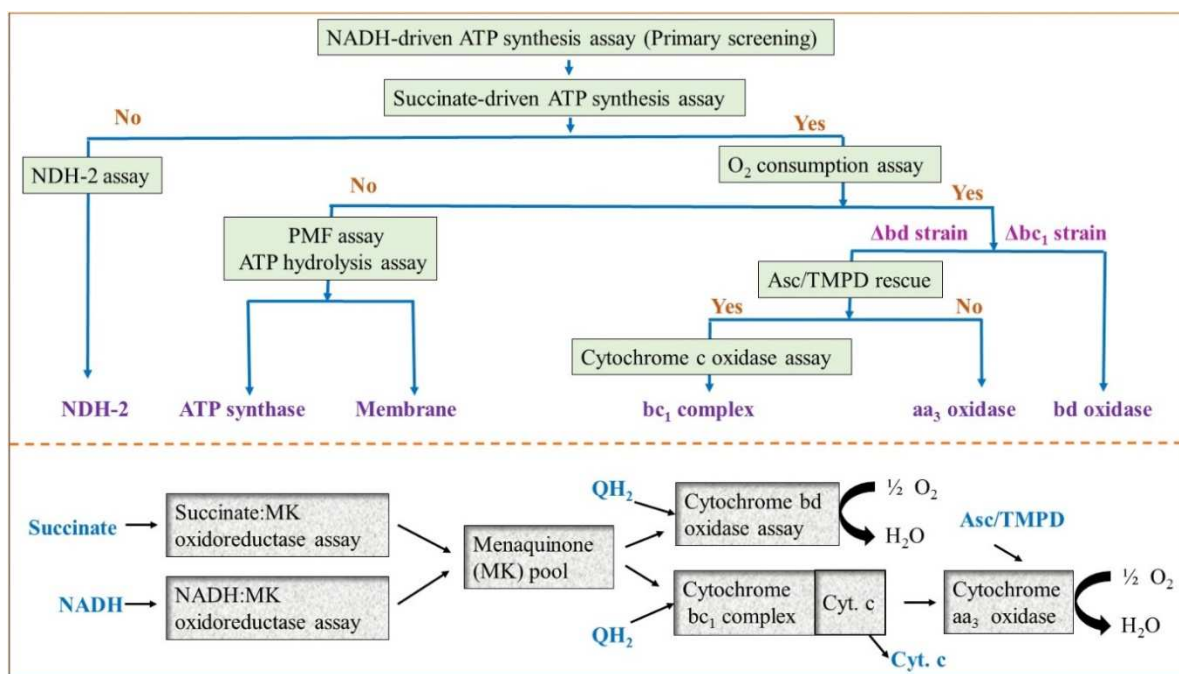 NADH-driven ATP synthesis assay (Primary screening)
Succinate-driven ATP synthesis assay
No
Yes
NDH-2 assay
O₂ consumption assay
No
Yes
PMF assay
ATP hydrolysis assay
Δbd strain
Δbc₁ strain
Asc/TMPD rescue
Yes
No
Cytochrome c oxidase assay
NDH-2
ATP synthase
Membrane
bc₁ complex
aa₃ oxidase
bd oxidase
Succinate
Succinate:MK
oxidoreductase assay
NADH
NADH:MK
oxidoreductase assay
Menaquinone
(MK) pool
QH₂
Cytochrome bd
oxidase assay
½ O₂
H₂O
QH₂
Cytochrome
bc₁ complex
Cyt. c
Cyt. c
Asc/TMPD
Cytochrome
aa₃ oxidase
½ O₂
H₂O